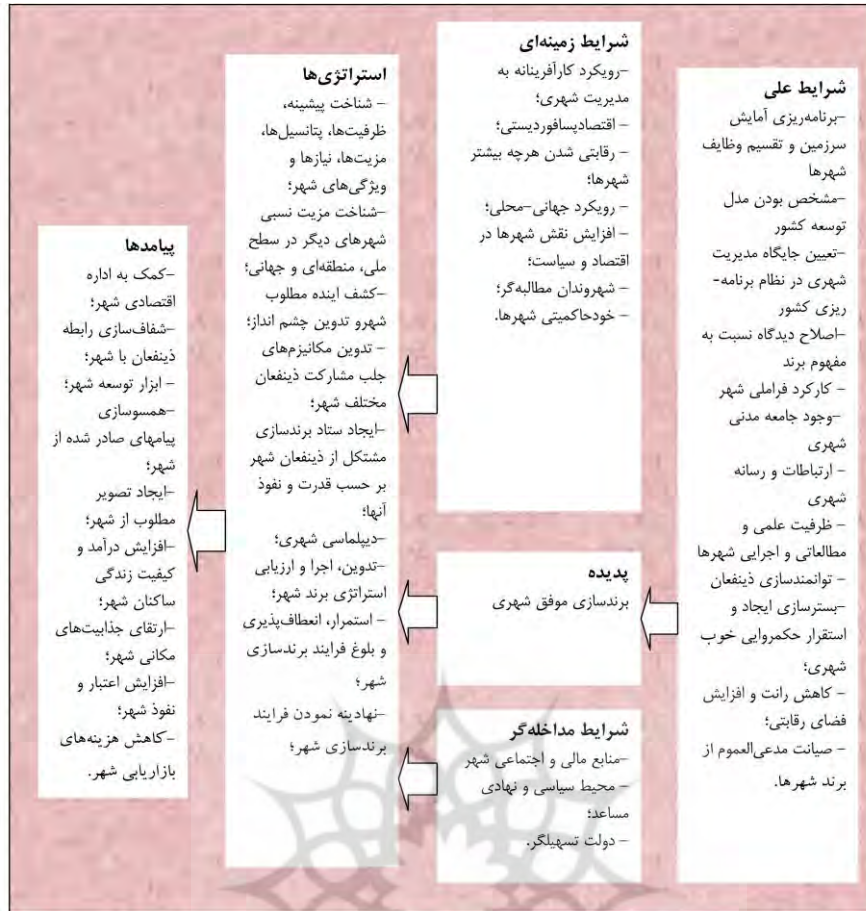 شرایط علی
-برنامه‌ریزی آمایش
سرزمین و تقسیم وظایف
شهرها
-مشخص بودن مدل
توسعه کشور
-تعیین جایگاه مدیریت
شهری در نظام برنامه-
ریزی کشور
-اصلاح دیدگاه نسبت به
مفهوم برند
- کارکرد فراملی شهر
-وجود جامعه مدنی
شهری
- ارتباطات و رسانه
شهری
- ظرفیت علمی و
مطالعاتی و اجرایی شهرها
- توانمندسازی ذینفعان
-بسترسازی ایجاد و
استقرار حکمروایی خوب
شهری؛
- کاهش رانت و افزایش
فضای رقابتی؛
- صیانت مدعی‌العموم از
برند شهرها.
شرایط زمینه‌ای
-رویکرد کارآفرینانه به
مدیریت شهری؛
- اقتصادپسافوردیستی؛
- رقابتی شدن هرچه بیشتر
شهرها؛
- رویکرد جهانی-محلی؛
- افزایش نقش شهرها در
اقتصاد و سیاست؛
- شهروندان مطالبه‌گر؛
- خودحاکمیتی شهرها.
پدیده
برندسازی موفق شهری
شرایط مداخله‌گر
-منابع مالی و اجتماعی شهر
- محیط سیاسی و نهادی
مساعد؛
- دولت تسهیلگر.
استراتژی‌ها
- شناخت پیشینه،
ظرفیت‌ها، پتانسیل‌ها،
مزیت‌ها، نیازها و
ویژگی‌های شهر؛
-شناخت مزیت نسبی
شهرهای دیگر در سطح
ملی، منطقه‌ای و جهانی؛
-کشف اینده مطلوب
شهرو تدوین چشم انداز؛
- تدوین مکانیزم‌های
جلب مشارکت ذینفعان
مختلف شهر؛
-ایجاد ستاد برندسازی
متشکل از ذینفعان شهر
بر حسب قدرت و نفوذ
آنها؛
-دیپلماسی شهری؛
-تدوین، اجرا و ارزیابی
استراتژی برند شهر؛
- استمرار، انعطاف‌پذیری
و بلوغ فرایند برندسازی
شهر؛
-نهادینه نمودن فرایند
برندسازی شهر؛
پیامدها
-کمک به اداره
اقتصادی شهر؛
-شفاف‌سازی رابطه
ذینفعان با شهر؛
- ابزار توسعه شهر؛
-همسوسازی
پیامهای صادر شده از
شهر؛
-ایجاد تصویر
مطلوب از شهر؛
-افزایش درآمد و
کیفیت زندگی
ساکنان شهر؛
-ارتقای جذابیت‌های
مکانی شهر؛
-افزایش اعتبار و
نفوذ شهر؛
-کاهش هزینه‌های
بازاریابی شهر.